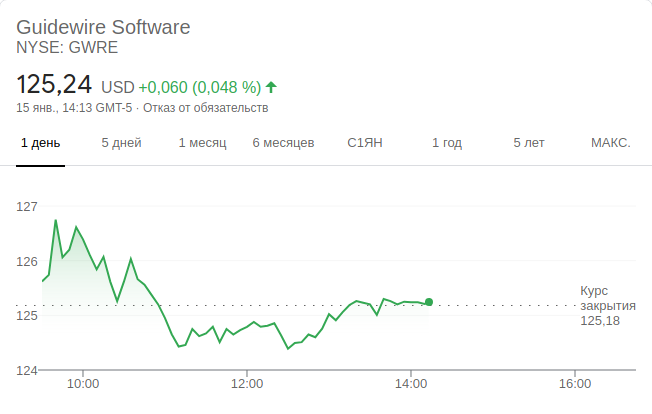 Guidewire Software
NYSE: GWRE
125,24 USD +0,060 (0,048 %)
15 янв., 14:13 GMT-5 · Отказ от обязательств
1 день 5 дней 1 месяц 6 месяцев С1ЯН 1 год 5 лет МАКС.
127
126
125
124
Курс
закрытия
125,18
10:00 12:00 14:00 16:00